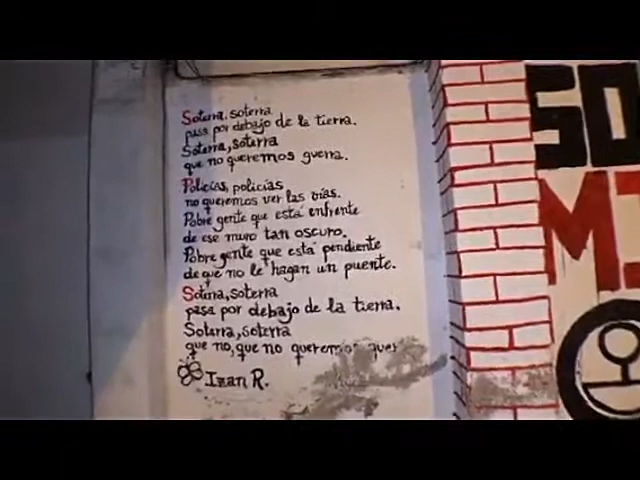 Soterra, soterra
pasa por debajo de la tierra.
Soterra, soterra
que no queremos guerra.
Policías, policías
no queremos ver las vías.
Pobre gente que está enfrente
de ese muro tan oscuro.
Pobre gente que está pendiente
de que no le hagan un puente.
Soterra, soterra
pasa por debajo de la tierra.
Soterra, soterra
que no, que no queremos guer
Izan R.
SO
M